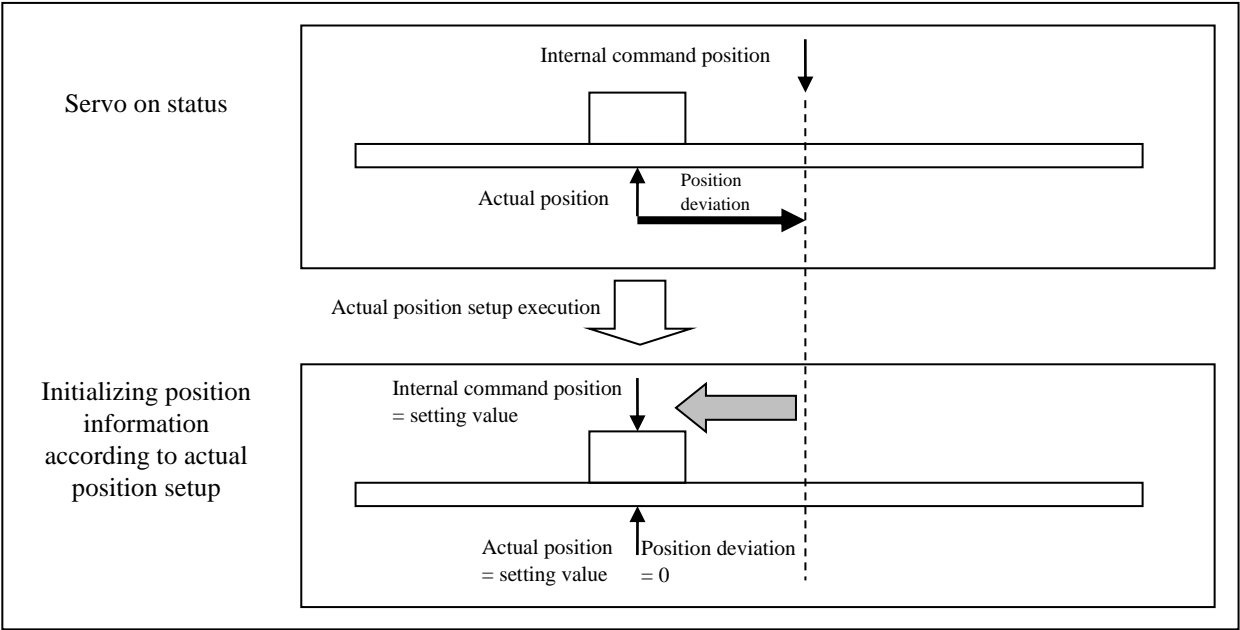 Servo on status
Internal command position
Actual position
Position
deviation
Actual position setup execution
Initializing position
information
according to actual
position setup
Internal command position
= setting value
Actual position
= setting value
Position deviation
= 0